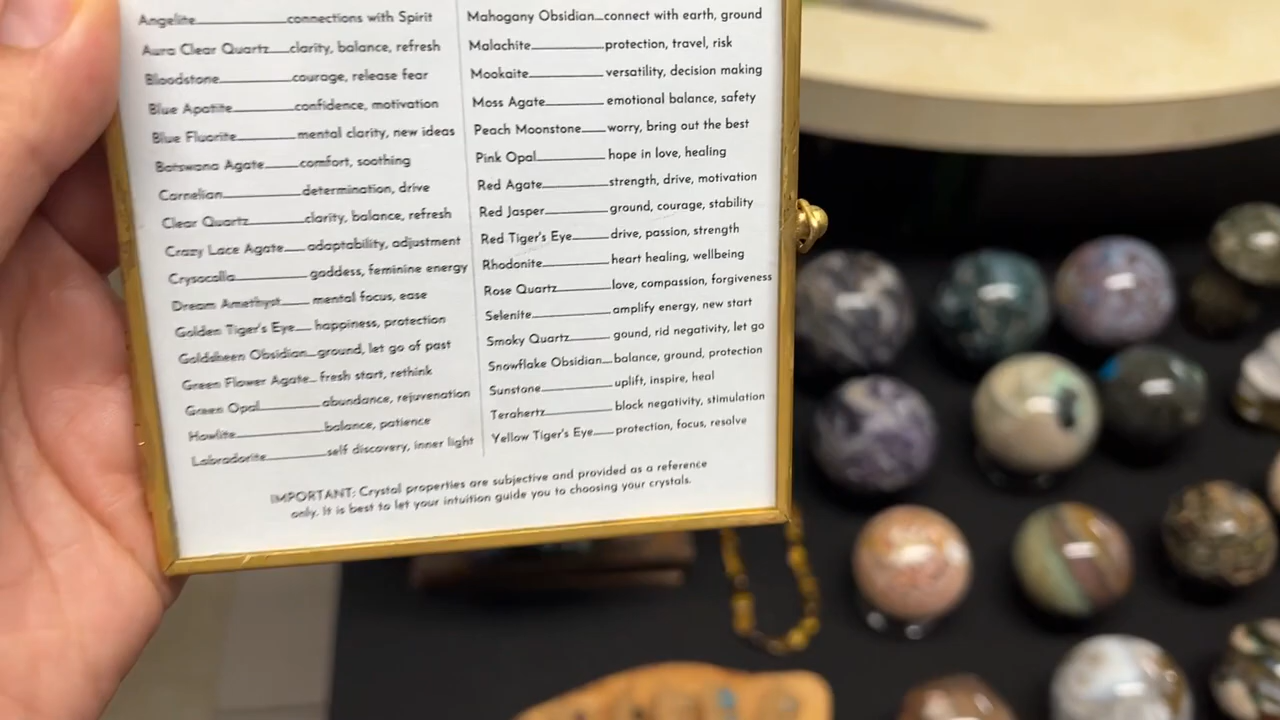 Angelite connections with Spirit
Aura Clear Quartz clarity, balance, refresh
Bloodstone courage, release fear
Blue Apatite confidence, motivation
Blue Fluorite mental clarity, new ideas
Botswana Agate comfort, soothing
Carnelian determination, drive
Clear Quartz clarity, balance, refresh
Crazy Lace Agate adaptability, adjustment
Crysocolla goddess, feminine energy
Dream Amethyst mental focus, ease
Golden Tiger's Eye happiness, protection
Goldsheen Obsidian ground, let go of past
Green Flower Agate fresh start, rethink
Green Opal abundance, rejuvenation
Howlite balance, patience
Labradorite self discovery, inner light
Mahogany Obsidian connect with earth, ground
Malachite protection, travel, risk
Mookaite versatility, decision making
Moss Agate emotional balance, safety
Peach Moonstone worry, bring out the best
Pink Opal hope in love, healing
Red Agate strength, drive, motivation
Red Jasper ground, courage, stability
Red Tiger's Eye drive, passion, strength
Rhodonite heart healing, wellbeing
Rose Quartz love, compassion, forgiveness
Selenite amplify energy, new start
Smoky Quartz gound, rid negativity, let go
Snowflake Obsidian balance, ground, protection
Sunstone uplift, inspire, heal
Terahertz block negativity, stimulation
Yellow Tiger's Eye protection, focus, resolve
IMPORTANT: Crystal properties are subjective and provided as a reference
only. It is best to let your intuition guide you to choosing your crystals.